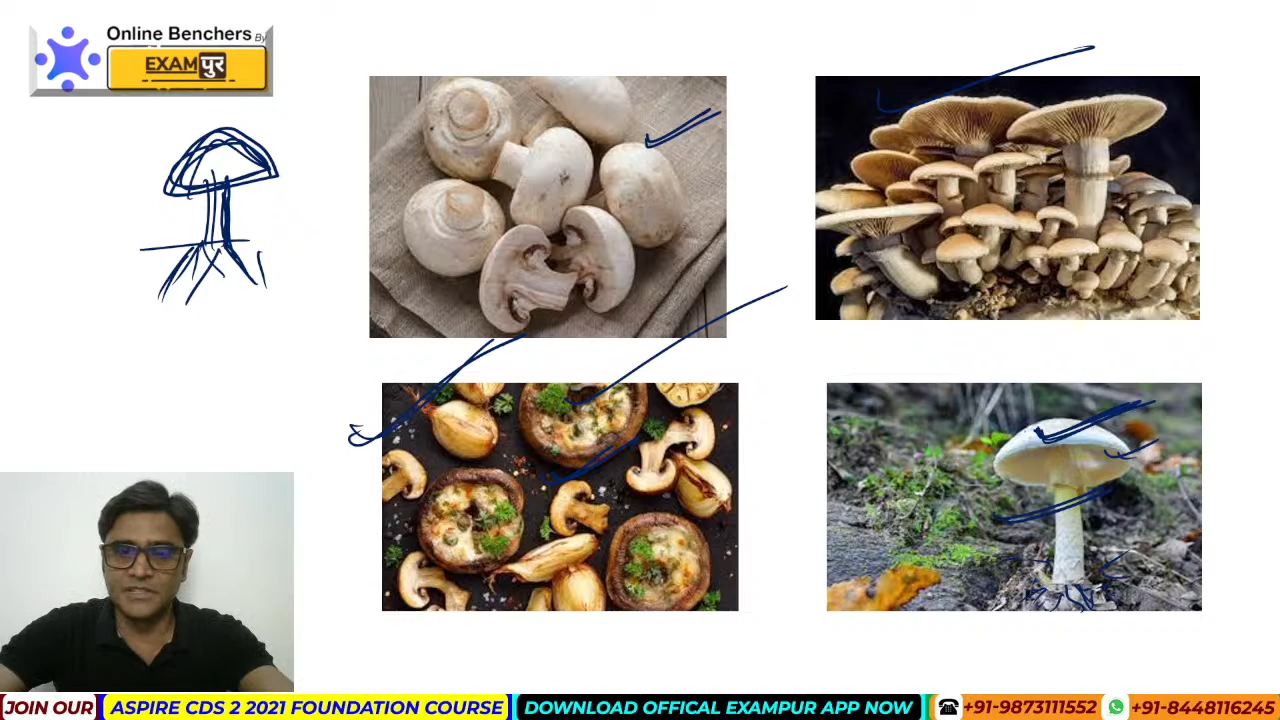 Online Benchers By
EXAMपुर
JOIN OUR ASPIRE CDS 2 2021 FOUNDATION COURSE DOWNLOAD OFFICAL EXAMPUR APP NOW +91-9873111552 +91-8448116245